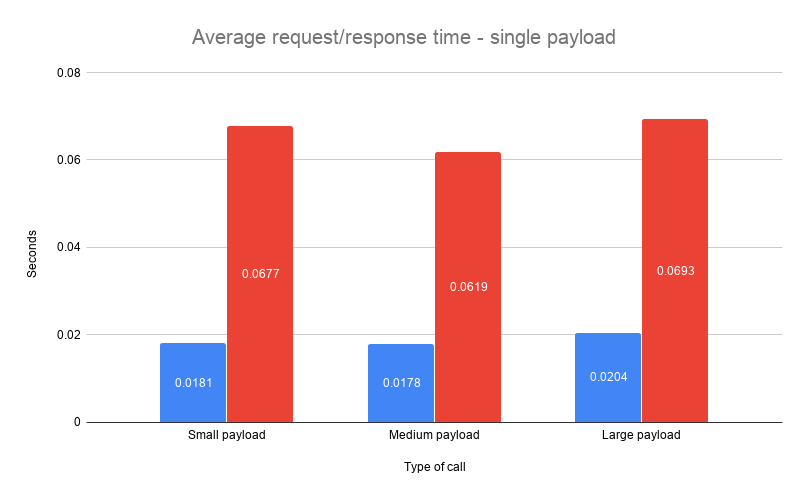 Average request/response time - single payload
0.08
0.06
0.04
0.02
0
Seconds
0.0181
0.0677
0.0178
0.0619
0.0204
0.0693
Small payload
Medium payload
Large payload
Type of call